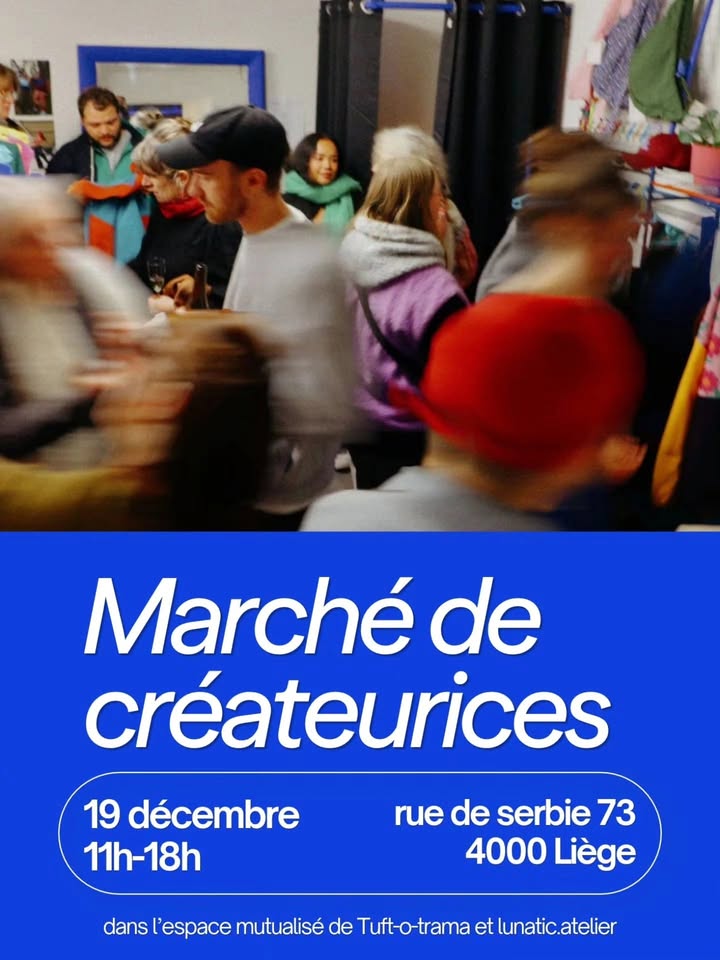 Marché de
créateurices
19 décembre
11h-18h
rue de serbie 73
4000 Liège
dans l’espace mutualisé de Tuft-o-trama et lunatic.atelier